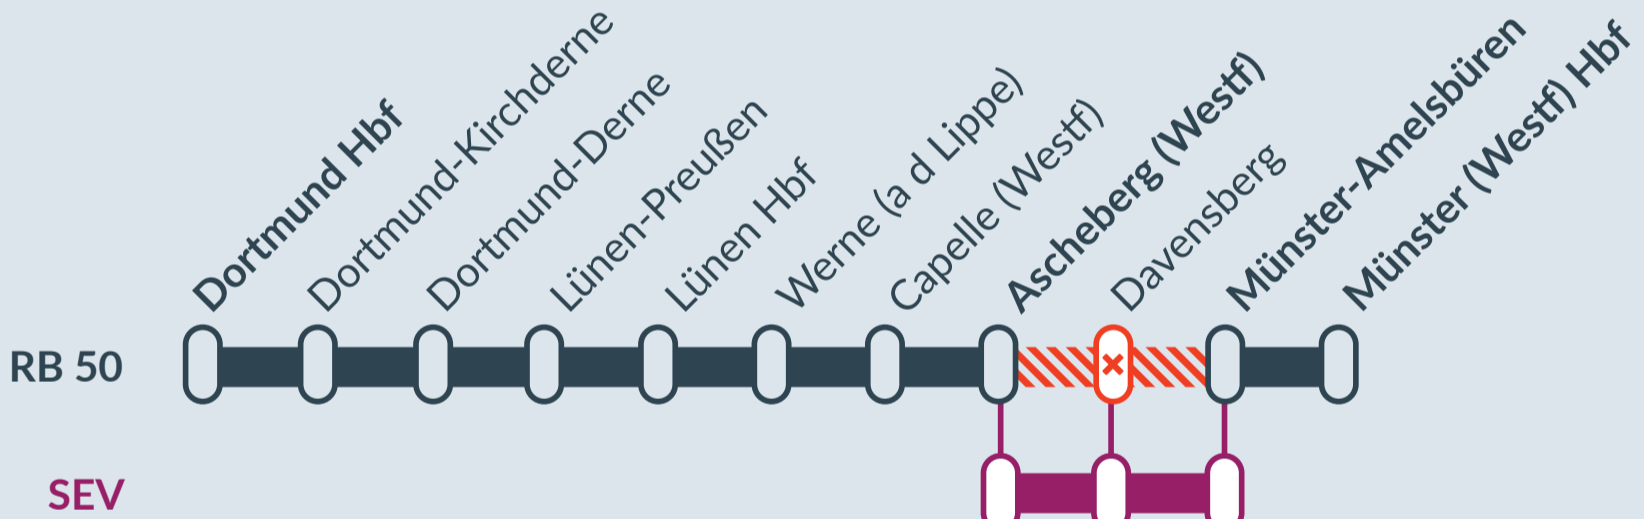 Dortmund Hbf
Dortmund-Kirchderne
Dortmund-Derne
Lünen-Preußen
Lünen Hbf
Werne (a d Lippe)
Capelle (Westf)
Ascheberg (Westf)
Davensberg
Münster-Amelsbüren
Münster (Westf) Hbf
RB 50
SEV